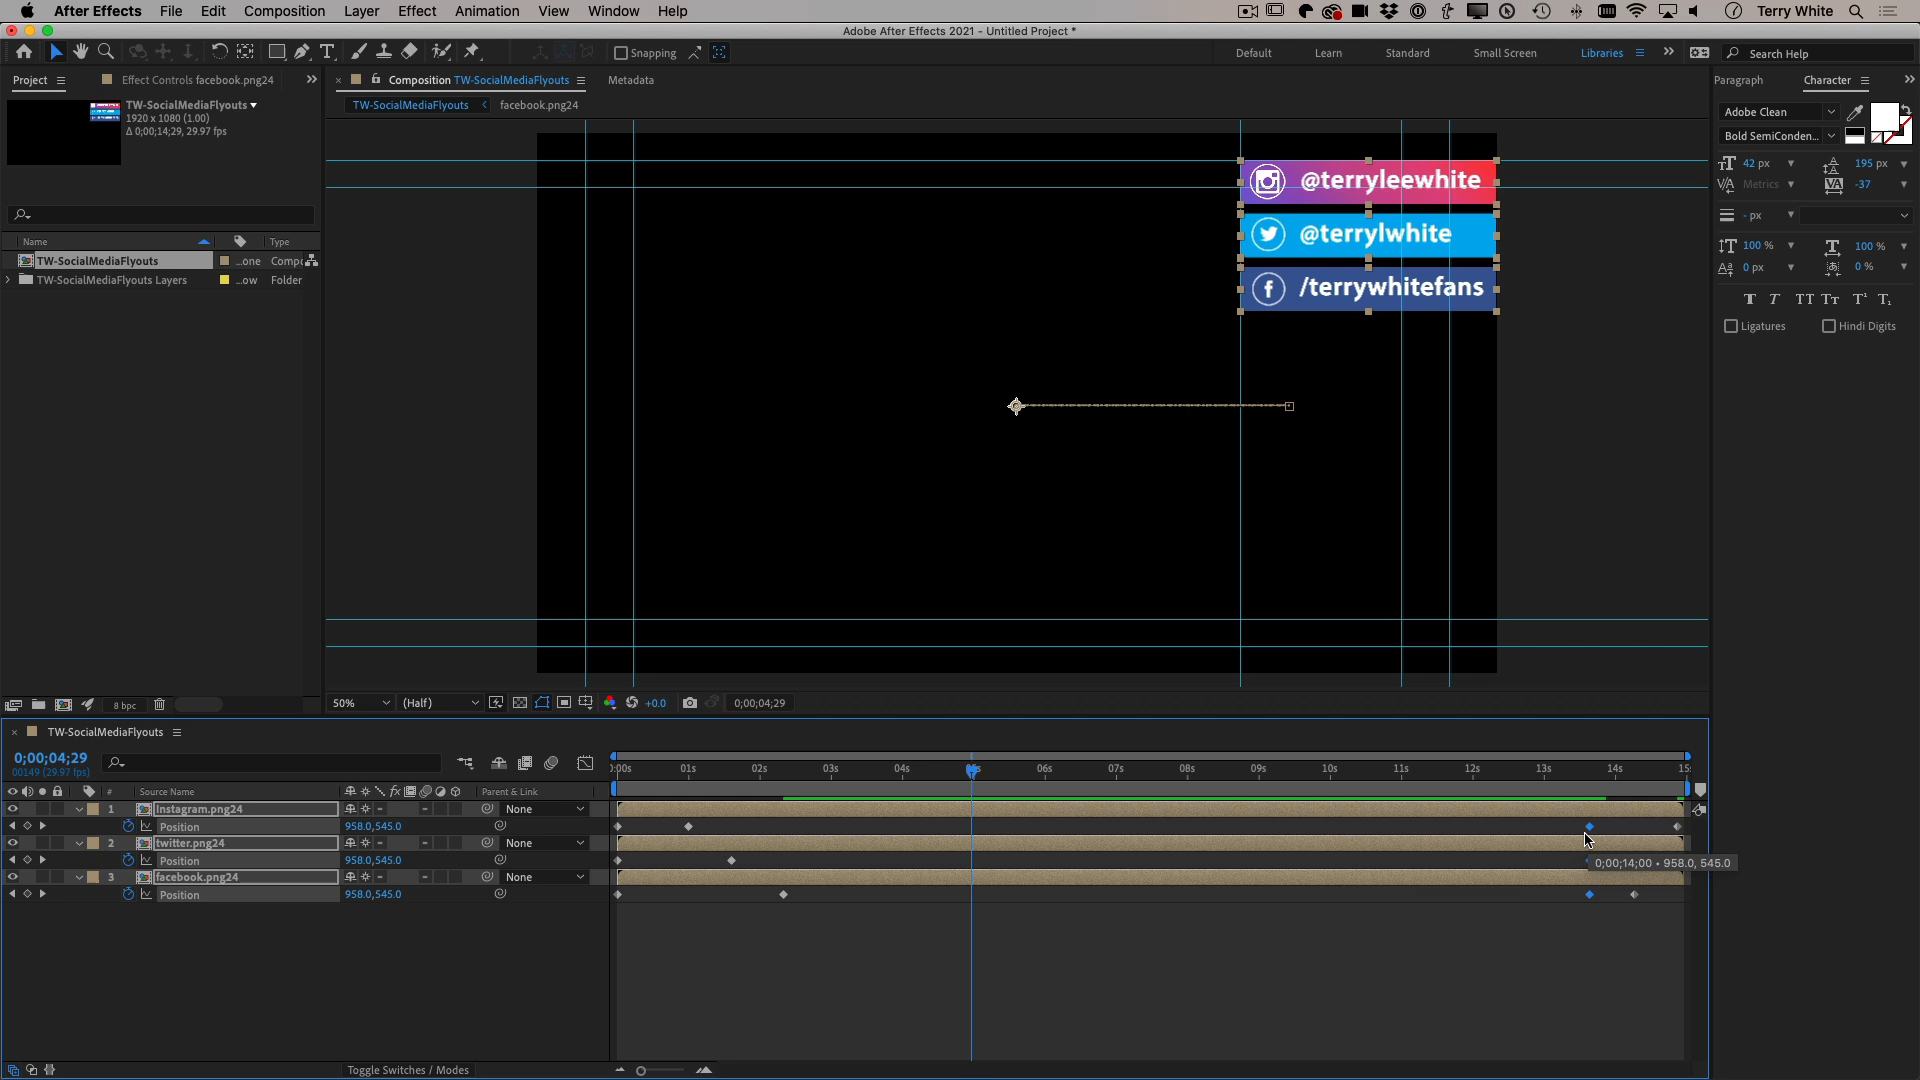 After Effects File Edit Composition Layer Effect Animation View Window Help Terry White
Adobe After Effects 2021 - Untitled Project *
Snapping Default Learn Standard Small Screen Libraries Search Help
Project Effect Controls facebook.png24 Composition TW-SocialMediaFlyouts Metadata Paragraph Character
TW-SocialMediaFlyouts facebook.png24
TW-SocialMediaFlyouts
1920 x 1080 (1.00)
Δ 0;00;14;29, 29.97 fps
Name Type
TW-SocialMediaFlyouts ...one Compo
TW-SocialMediaFlyouts Layers ...ow Folder
8 bpc
@terryleewhite
@terrylwhite
/terrywhitefans
50% (Half) +0.0 0;00;04;29
Adobe Clean
Bold SemiConden...
42 px 195 px
Metrics -37
- px
100 % 100 %
0 px 0 %
T T TT Tт T¹ T₁
Ligatures Hindi Digits
TW-SocialMediaFlyouts
0;00;04;29
00149 (29.97 fps)
):00s 01s 02s 03s 04s 06s 07s 08s 09s 10s 11s 12s 13s 14s 15
# Source Name fx Parent & Link
1 Instagram.png24 None
Position 958.0,545.0
2 twitter.png24 None
Position 958.0,545.0
0;00;14;00 • 958.0, 545.0
3 facebook.png24 None
Position 958.0,545.0
Toggle Switches / Modes